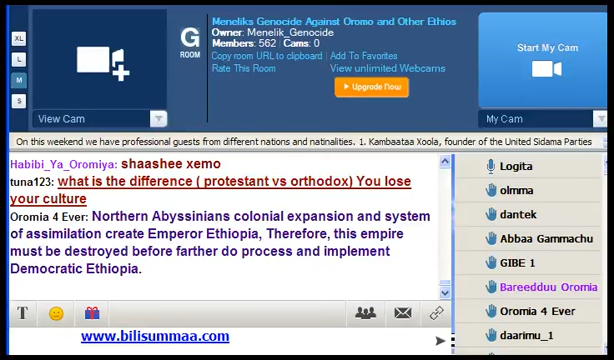 XL
L
M
S
View Cam
G
ROOM
Meneliks Genocide Against Oromo and Other Ethios
Owner: Menelik_Genocide
Members: 562 Cams: 0
Copy room URL to clipboard Add To Favorites
Rate This Room View unlimited Webcams
Upgrade Now
Start My Cam
My Cam
On this weekend we have professional guests from different nations and natinalities. 1. Kambaataa Xoola, founder of the United Sidama Parties
Habibi_Ya_Oromiya: shaashee xemo
tuna123: what is the difference ( protestant vs orthodox) You lose
your culture
Oromia 4 Ever: Northern Abyssinians colonial expansion and system
of assimilation create Emperor Ethiopia, Therefore, this empire
must be destroyed before farther do process and implement
Democratic Ethiopia.
T
www.bilisummaa.com
Logita
olmma
dantek
Abbaa Gammachu
GIBE 1
Bareedduu Oromia
Oromia 4 Ever
daarimu_1